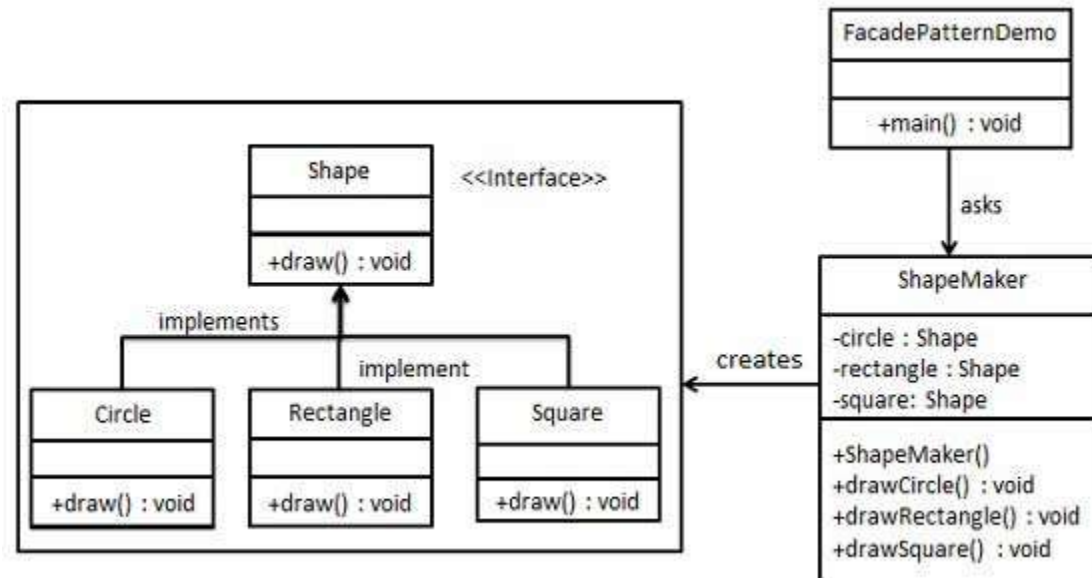 FacadePatternDemo
+main() : void
asks
Shape
<<Interface>>
+draw() : void
implements
implement
Circle
+draw() : void
Rectangle
+draw() : void
Square
+draw() : void
creates
ShapeMaker
-circle : Shape
-rectangle : Shape
-square: Shape
+ShapeMaker()
+drawCircle() : void
+drawRectangle() : void
+drawSquare() : void